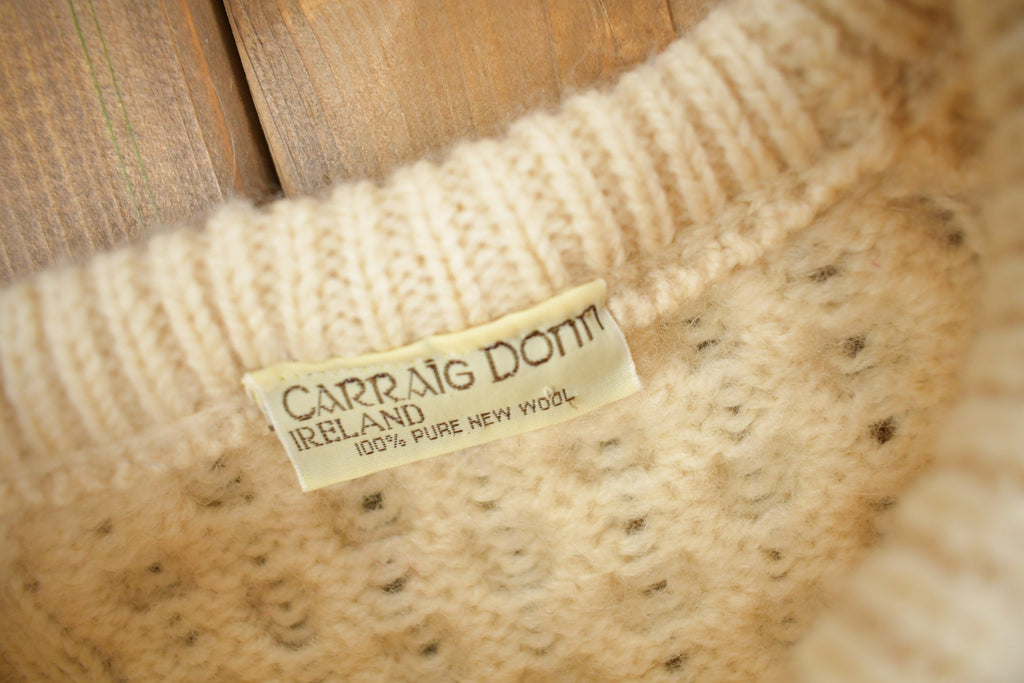 CARRAIG DONN
IRELAND
100% PURE NEW WOOL